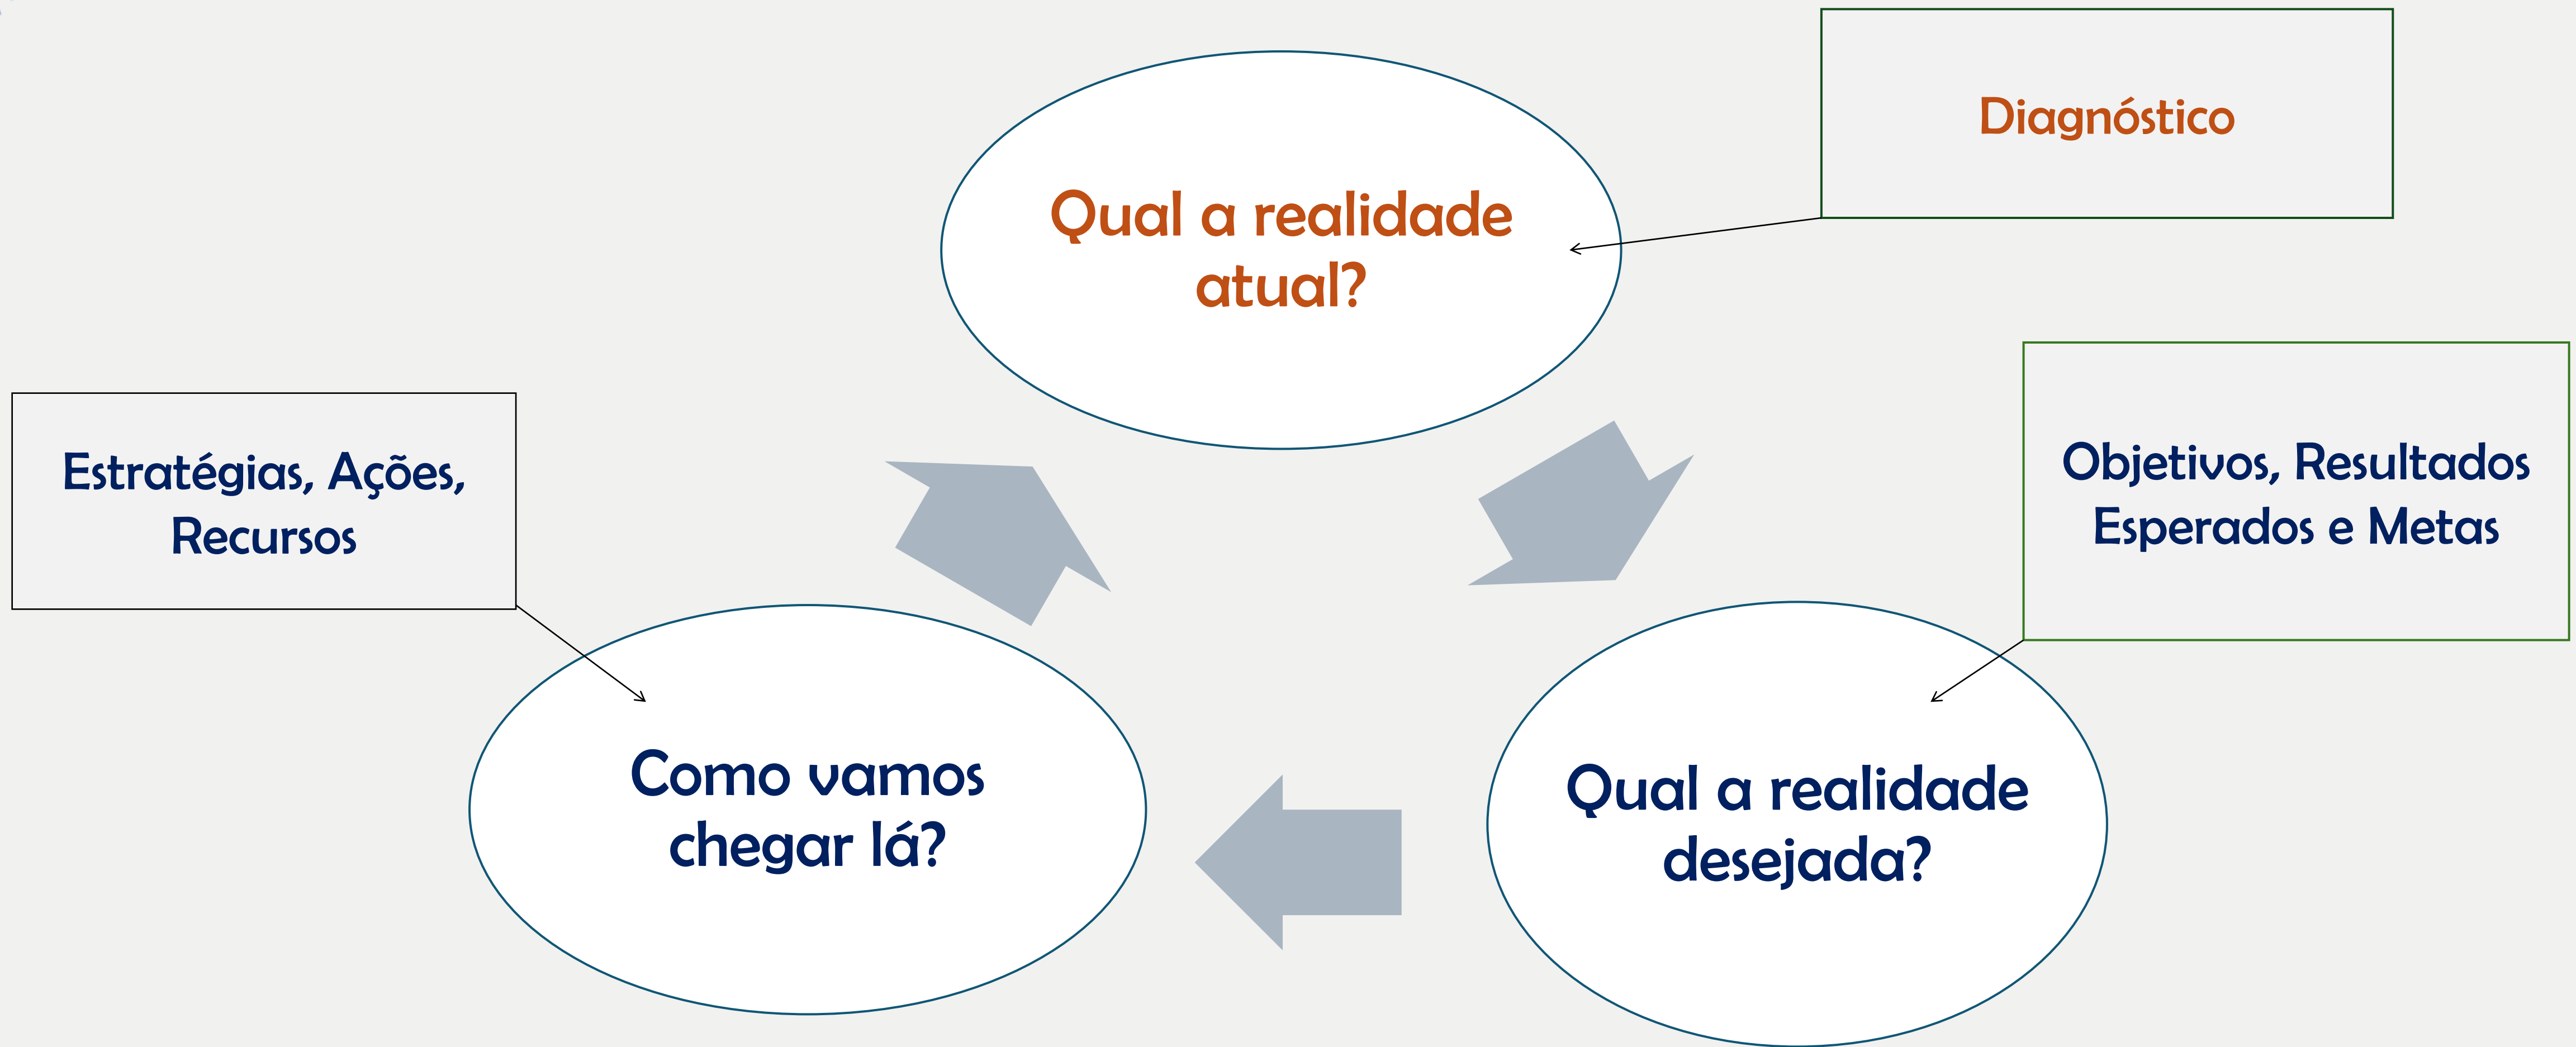 Diagnóstico
Qual a realidade
atual?
Estratégias, Ações,
Recursos
Objetivos, Resultados
Esperados e Metas
Como vamos
chegar lá?
Qual a realidade
desejada?